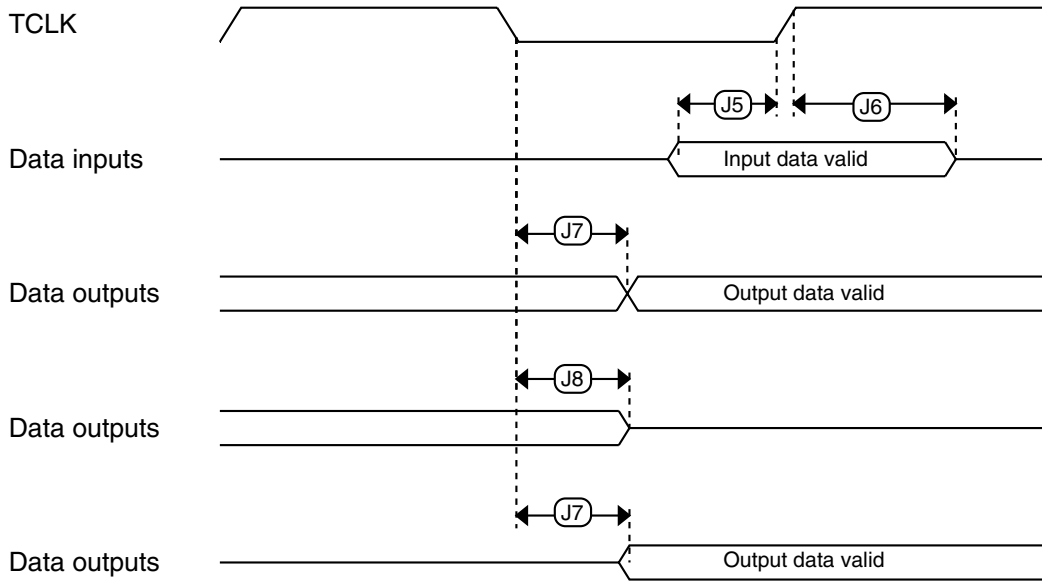 TCLK
J5
J6
Data inputs
Input data valid
J7
Data outputs
Output data valid
J8
Data outputs
J7
Data outputs
Output data valid